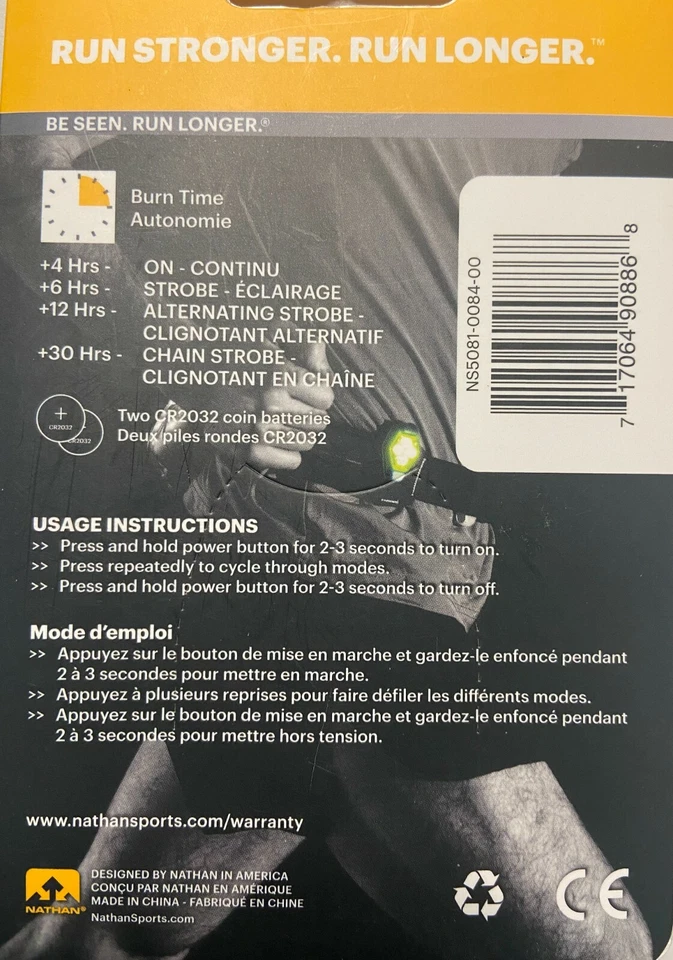 RUN STRONGER. RUN LONGER.™
BE SEEN. RUN LONGER.®
Burn Time
Autonomie
+4 Hrs - ON - CONTINU
+6 Hrs - STROBE - ÉCLAIRAGE
+12 Hrs - ALTERNATING STROBE -
CLIGNOTANT ALTERNATIF
+30 Hrs - CHAIN STROBE -
CLIGNOTANT EN CHAÎNE
+
CR2032
CR2032
Two CR2032 coin batteries
Deux piles rondes CR2032
NS5081-0084-00
7 17064 90886 8
USAGE INSTRUCTIONS
>> Press and hold power button for 2-3 seconds to turn on.
>> Press repeatedly to cycle through modes.
>> Press and hold power button for 2-3 seconds to turn off.
Mode d'emploi
>> Appuyez sur le bouton de mise en marche et gardez-le enfoncé pendant
2 à 3 secondes pour mettre en marche.
>> Appuyez à plusieurs reprises pour faire défiler les différents modes.
>> Appuyez sur le bouton de mise en marche et gardez-le enfoncé pendant
2 à 3 secondes pour mettre hors tension.
www.nathansports.com/warranty
NATHAN®
DESIGNED BY NATHAN IN AMERICA
CONÇU PAR NATHAN EN AMÉRIQUE
MADE IN CHINA - FABRIQUÉ EN CHINE
NathanSports.com
CE